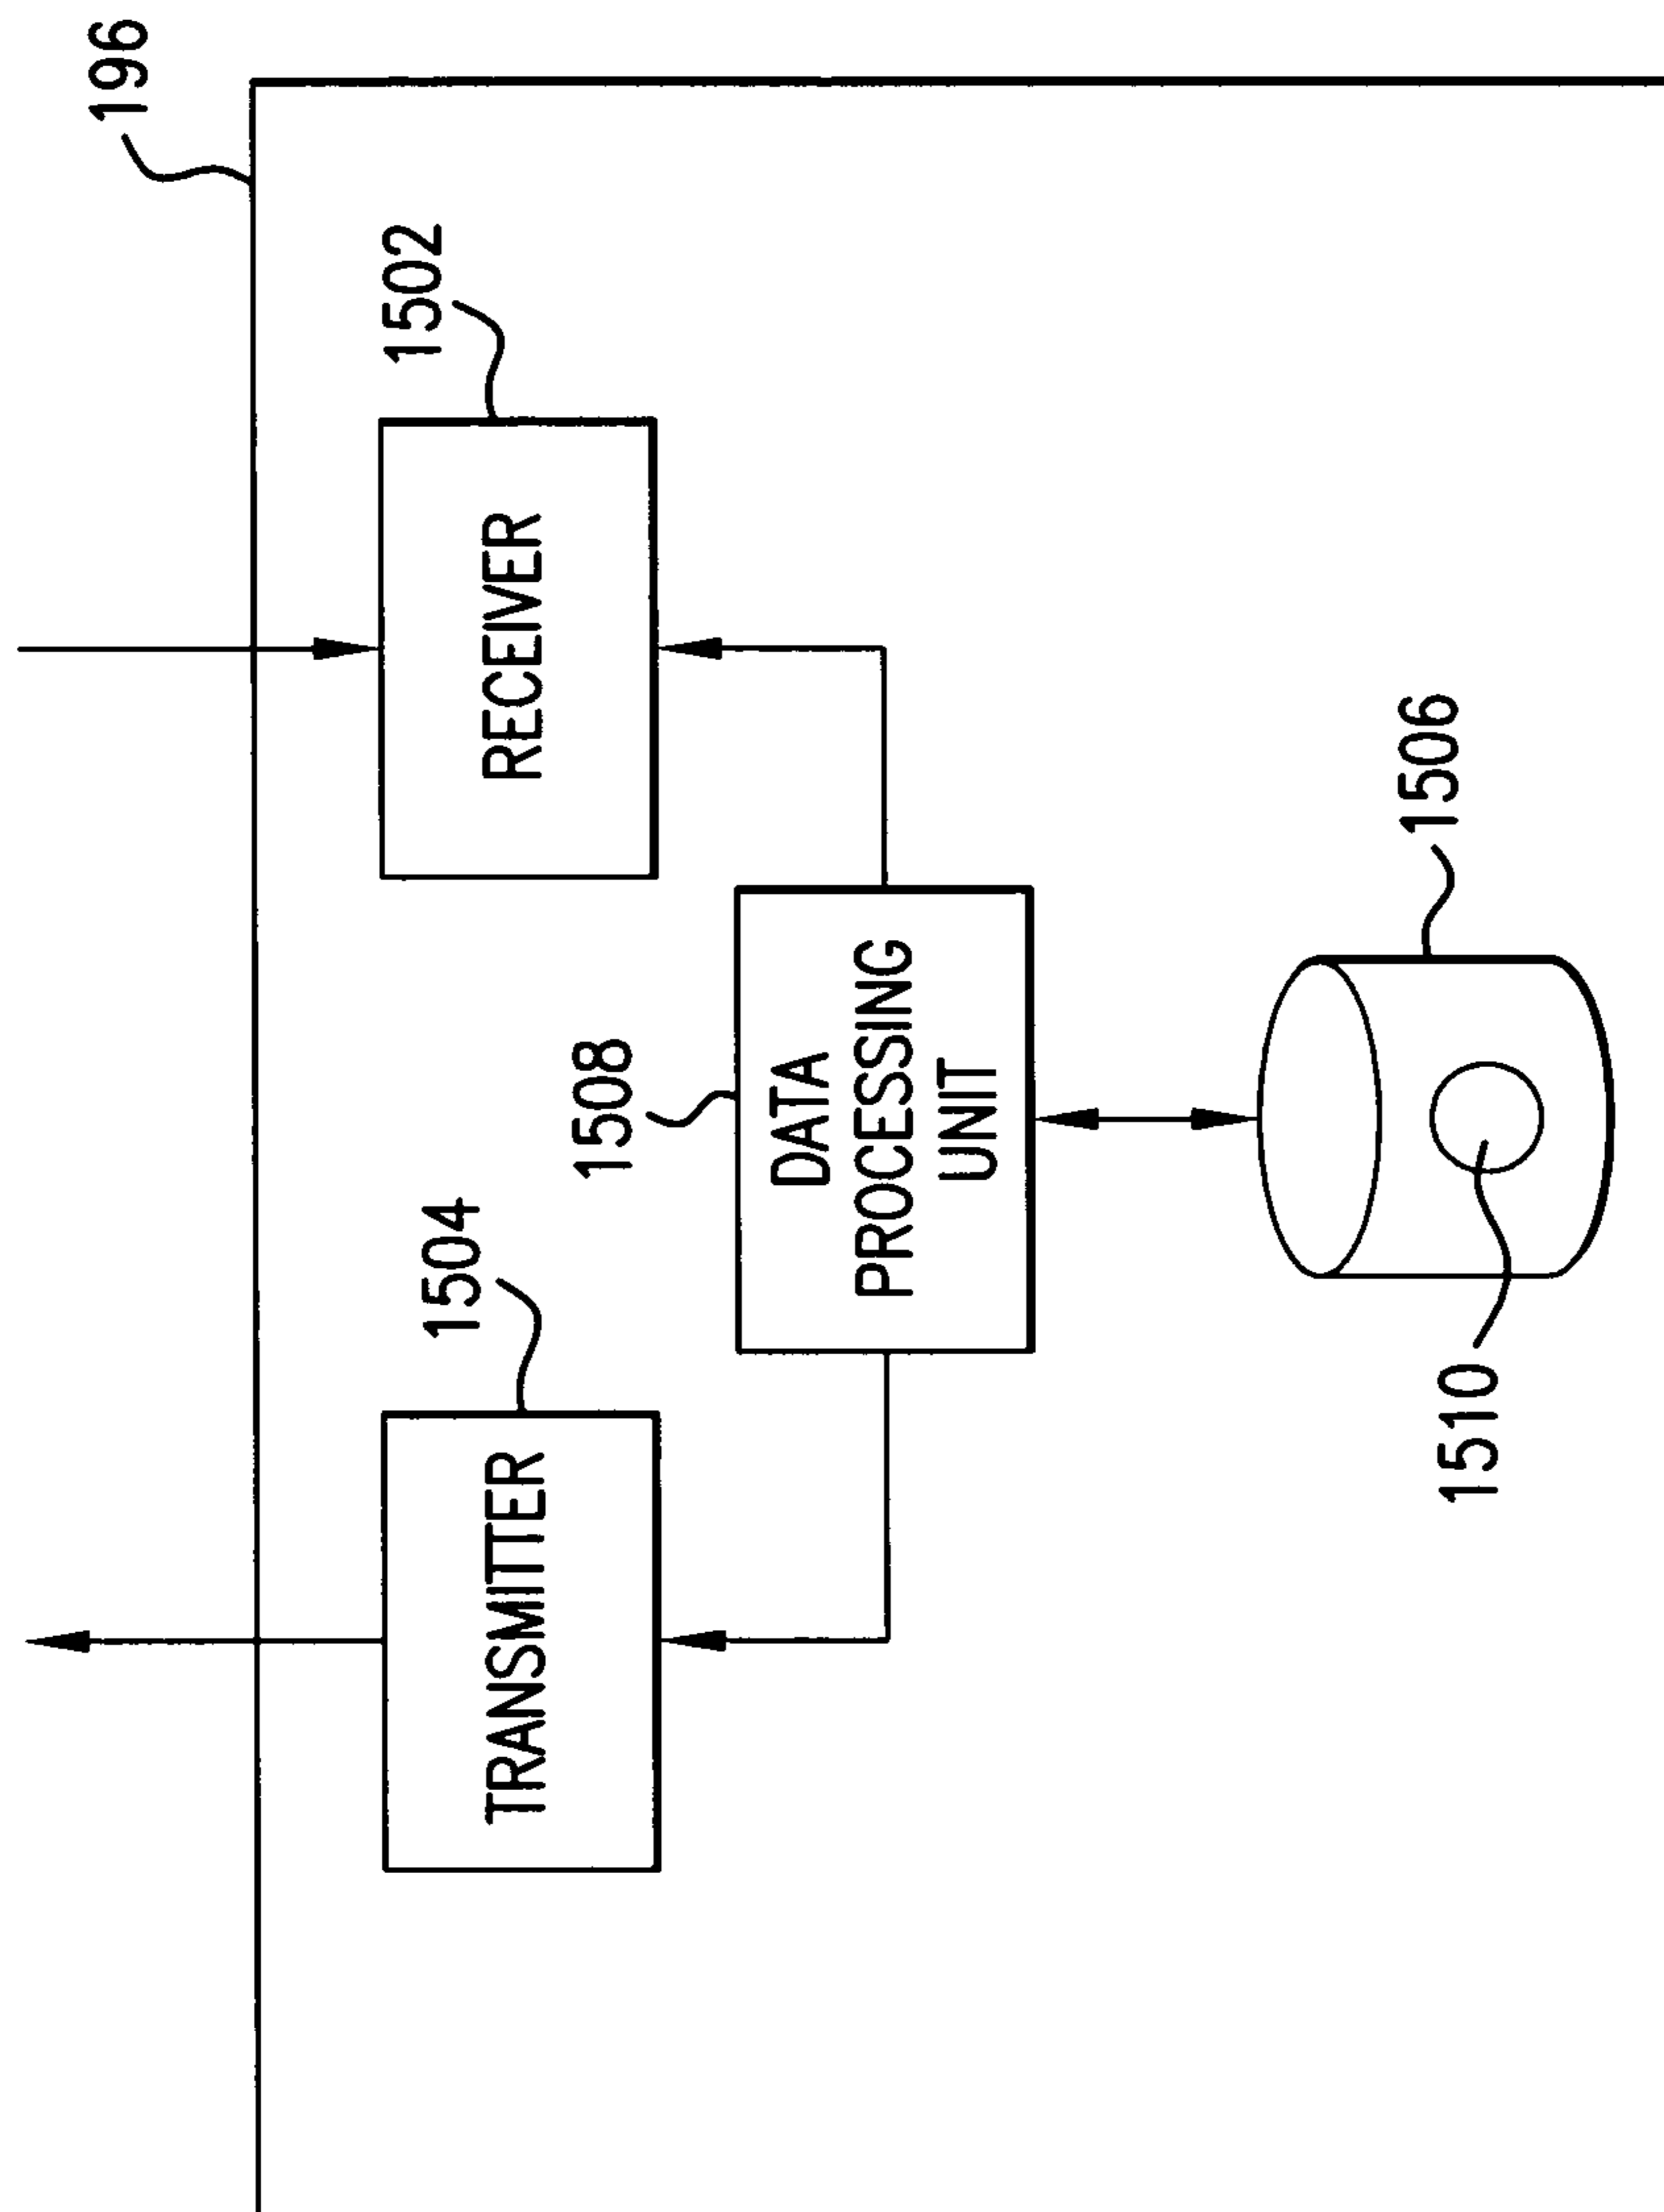 196
1502
RECEIVER
1504
TRANSMITTER
1508
DATA
PROCESSING
UNIT
1506
1510